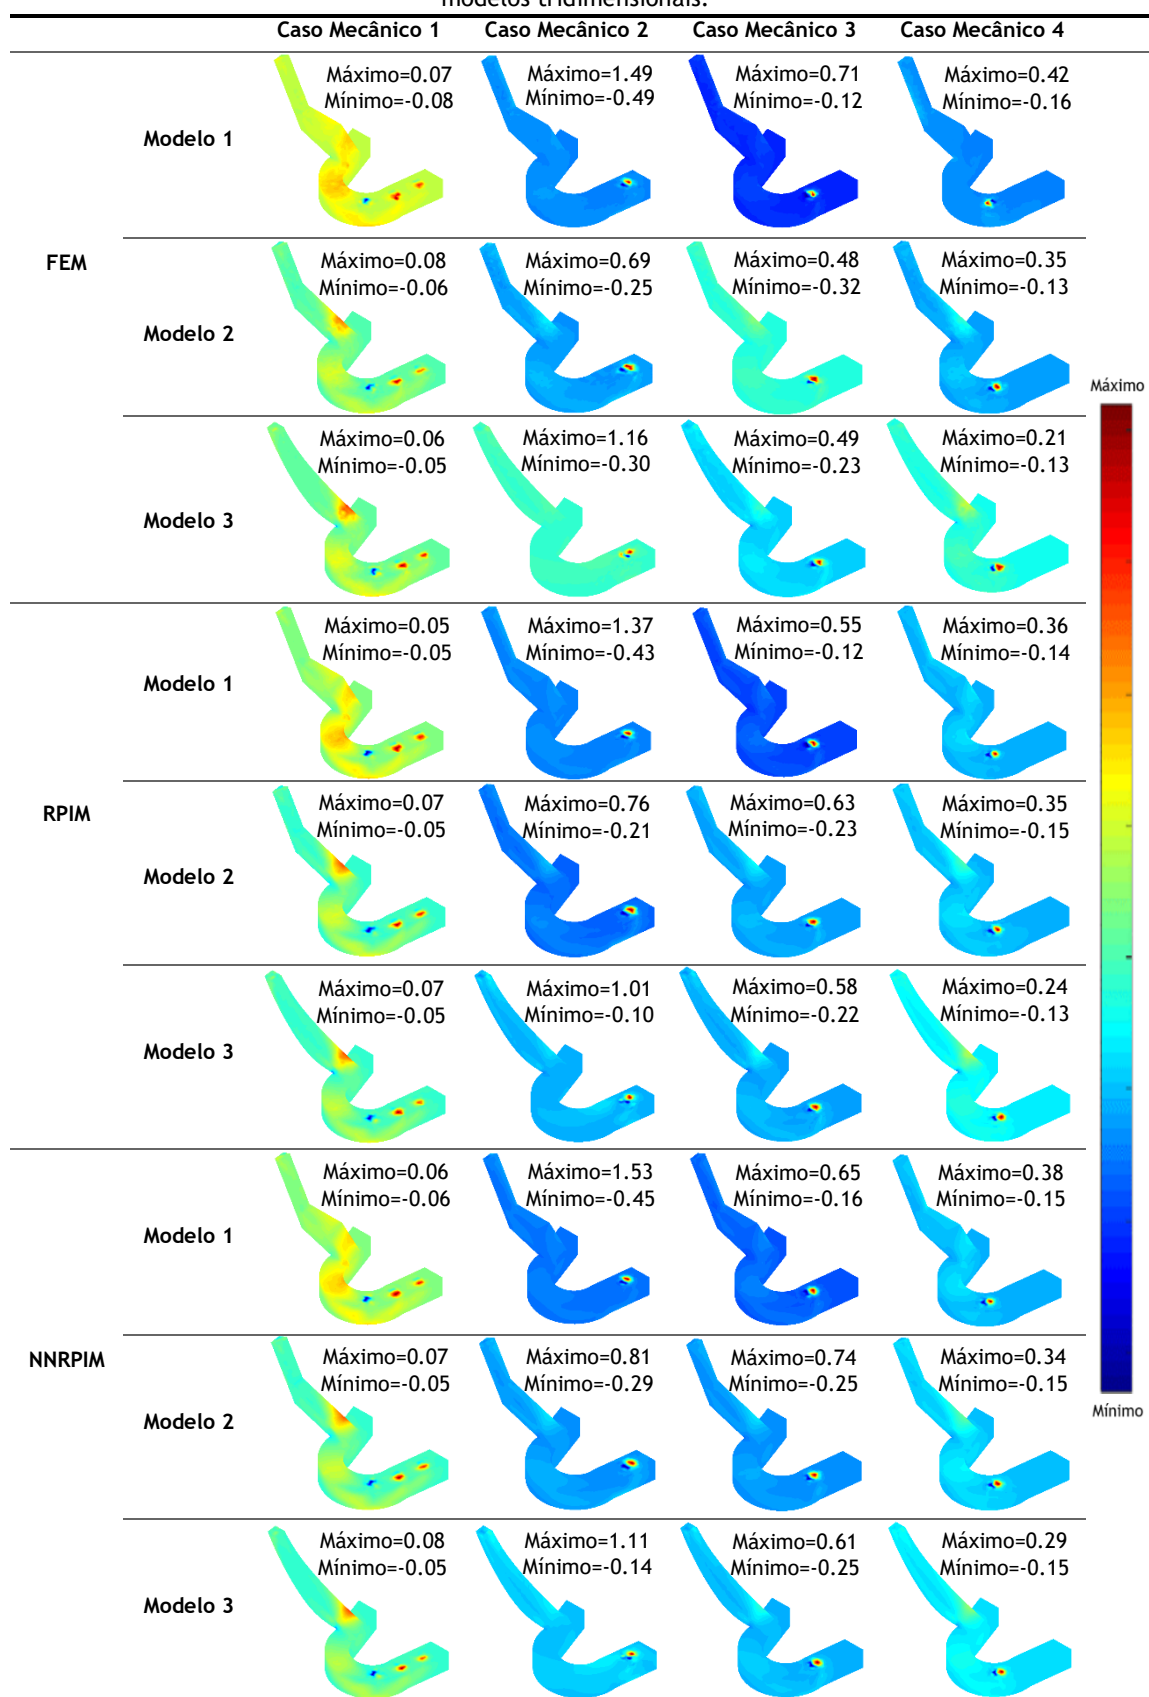 modelos tridimensionais.
Caso Mecânico 1 Caso Mecânico 2 Caso Mecânico 3 Caso Mecânico 4
Máximo=0.07 Máximo=1.49 Máximo=0.71 Máximo=0.42
Mínimo=-0.08 Mínimo=-0.49 Mínimo=-0.12 Mínimo=-0.16
Modelo 1
FEM
Máximo=0.08 Máximo=0.69 Máximo=0.48 Máximo=0.35
Mínimo=-0.06 Mínimo=-0.25 Mínimo=-0.32 Mínimo=-0.13
Modelo 2
Máximo
Máximo=0.06 Máximo=1.16 Máximo=0.49 Máximo=0.21
Mínimo=-0.05 Mínimo=-0.30 Mínimo=-0.23 Mínimo=-0.13
Modelo 3
Máximo=0.05 Máximo=1.37 Máximo=0.55 Máximo=0.36
Mínimo=-0.05 Mínimo=-0.43 Mínimo=-0.12 Mínimo=-0.14
Modelo 1
RPIM
Máximo=0.07 Máximo=0.76 Máximo=0.63 Máximo=0.35
Mínimo=-0.05 Mínimo=-0.21 Mínimo=-0.23 Mínimo=-0.15
Modelo 2
Máximo=0.07 Máximo=1.01 Máximo=0.58 Máximo=0.24
Mínimo=-0.05 Mínimo=-0.10 Mínimo=-0.22 Mínimo=-0.13
Modelo 3
Máximo=0.06 Máximo=1.53 Máximo=0.65 Máximo=0.38
Mínimo=-0.06 Mínimo=-0.45 Mínimo=-0.16 Mínimo=-0.15
Modelo 1
NNRPIM
Máximo=0.07 Máximo=0.81 Máximo=0.74 Máximo=0.34
Mínimo=-0.05 Mínimo=-0.29 Mínimo=-0.25 Mínimo=-0.15
Modelo 2
Mínimo
Máximo=0.08 Máximo=1.11 Máximo=0.61 Máximo=0.29
Mínimo=-0.05 Mínimo=-0.14 Mínimo=-0.25 Mínimo=-0.15
Modelo 3